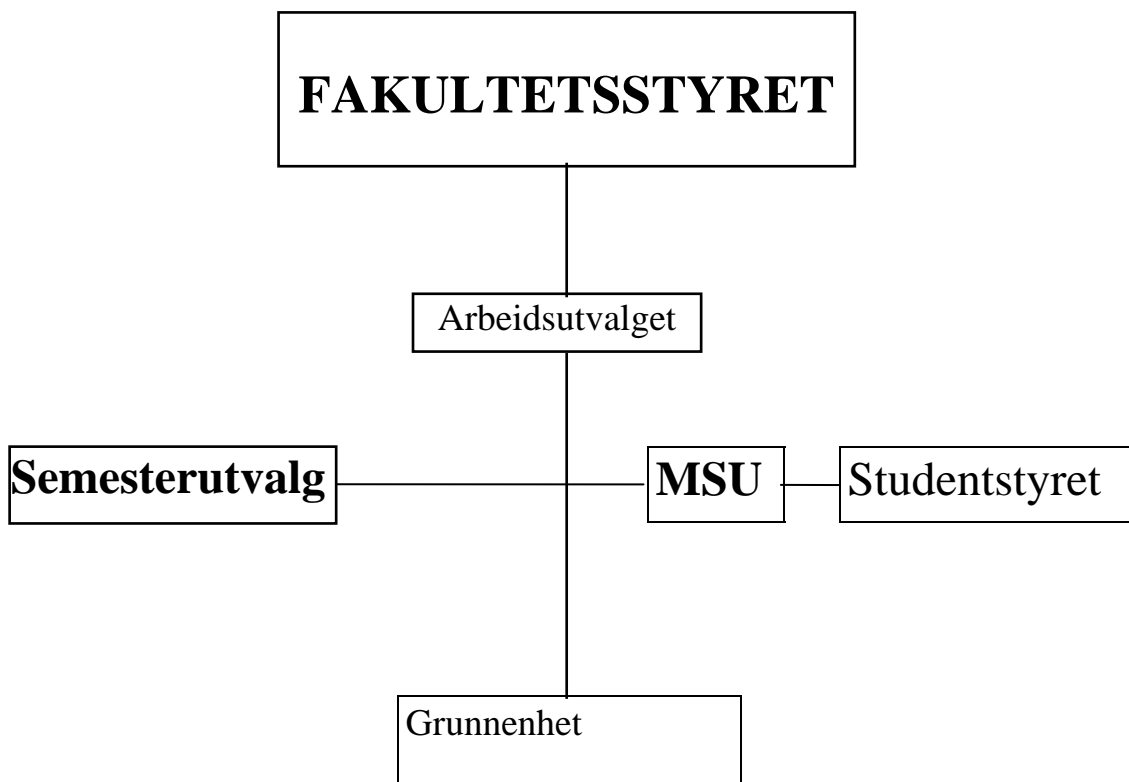 FAKULTETSSTYRET
Arbeidsutvalget
Semesterutvalg
MSU
Studentstyret
Grunnenhet